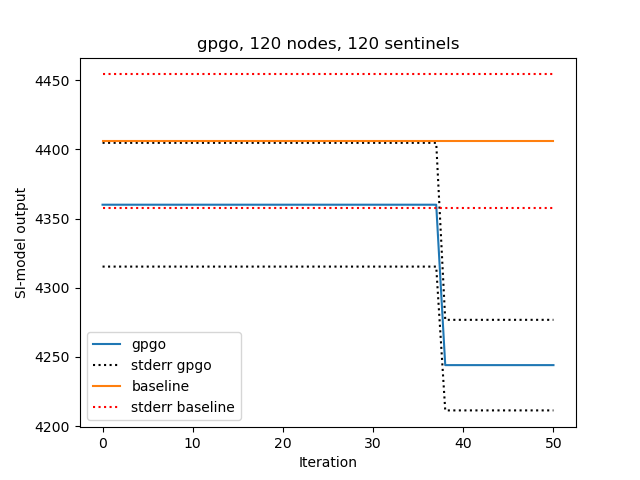 gpgo, 120 nodes, 120 sentinels
SI-model output
4450
4400
4350
4300
4250
4200
gpgo
stderr gpgo
baseline
stderr baseline
0 10 20 30 40 50
Iteration